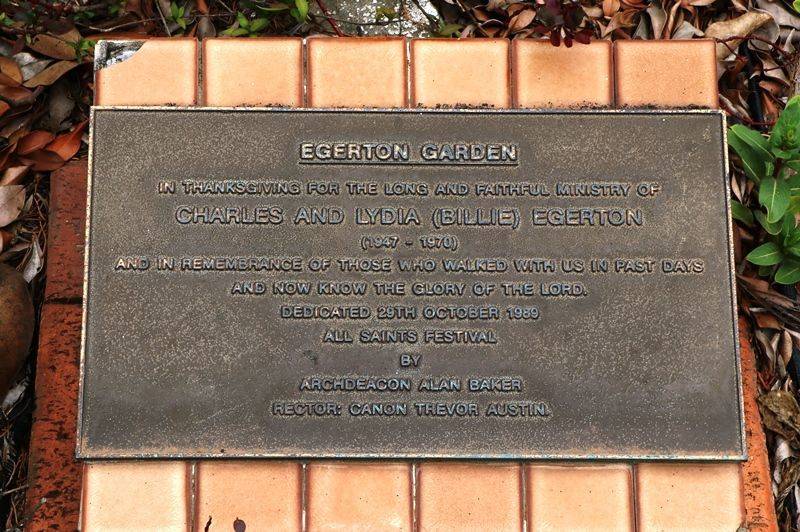 EGERTON GARDEN
IN THANKSGIVING FOR THE LONG AND FAITHFUL MINISTRY OF
CHARLES AND LYDIA (BILLIE) EGERTON
(1947 - 1970)
AND IN REMEMBRANCE OF THOSE WHO WALKED WITH US IN PAST DAYS
AND NOW KNOW THE GLORY OF THE LORD.
DEDICATED 29TH OCTOBER 1989
ALL SAINTS FESTIVAL
BY
ARCHDEACON ALAN BAKER
RECTOR: CANON TREVOR AUSTIN.